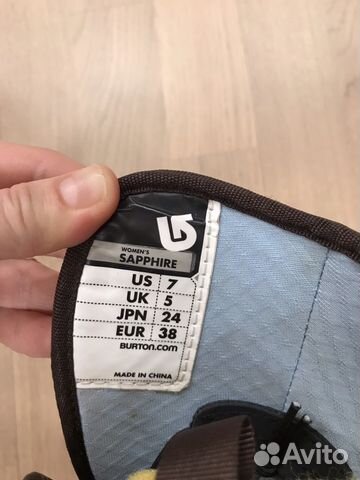 WOMEN'S
SAPPHIRE
US 7
UK 5
JPN 24
EUR 38
BURTON.COM
MADE IN CHINA
Avito